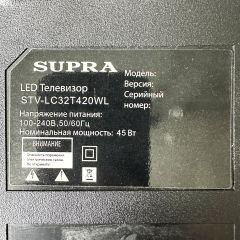 SUPRA
LED Телевизор
STV-LC32T420WL
Модель:
Версия:
Серийный
номер:
Напряжение питания:
100-240В,50/60Гц
Номинальная мощность: 45 Вт
ВНИМАНИЕ